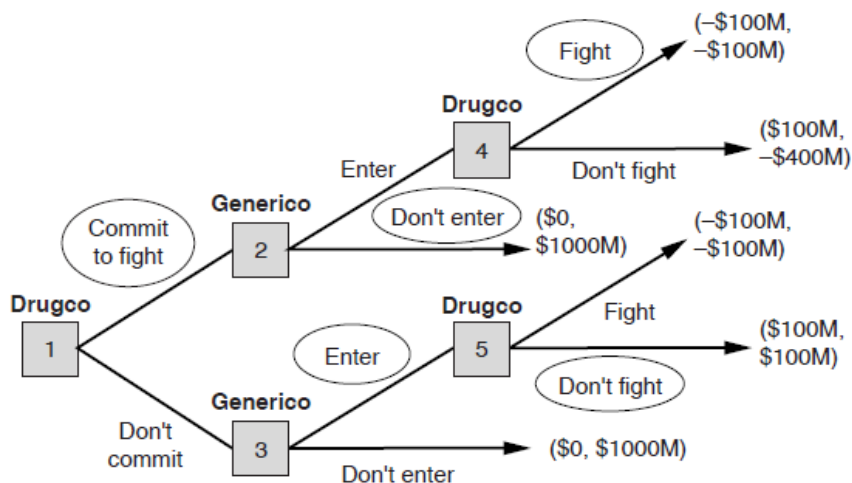 (–$100M,
–$100M)
Fight
Drugco
4
($100M,
–$400M)
Don't fight
Enter
Generico
2
Don't enter
($0,
$1000M)
Commit
to fight
(–$100M,
–$100M)
Drugco
1
Drugco
5
Fight
Enter
($100M,
$100M)
Don't fight
Generico
3
Don't
commit
($0, $1000M)
Don't enter